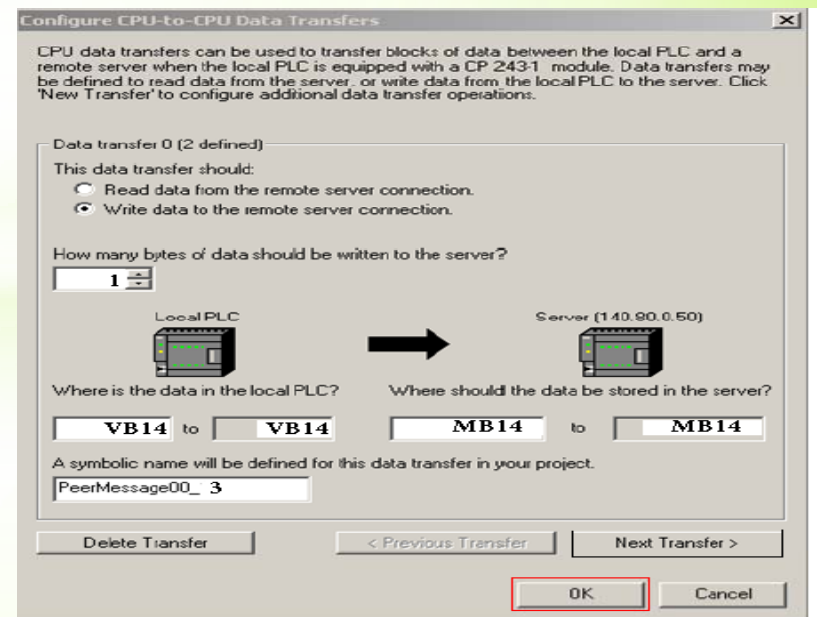 Configure CPU-to-CPU Data Transfers
CPU data transfers can be used to transfer blocks of data between the local PLC and a
remote server when the local PLC is equipped with a CP 243-1 module. Data transfers may
be defined to read data from the server, or write data from the local PLC to the server. Click
'New Transfer' to configure additional data transfer operations.
Data transfer 0 (2 defined)
This data transfer should:
Read data from the remote server connection.
Write data to the remote server connection.
How many bytes of data should be written to the server?
1
Local PLC Server (140.80.0.50)
Where is the data in the local PLC? Where should the data be stored in the server?
VB14 to VB14 MB14 to MB14
A symbolic name will be defined for this data transfer in your project.
PeerMessage00_ 3
Delete Transfer < Previous Transfer Next Transfer >
OK Cancel